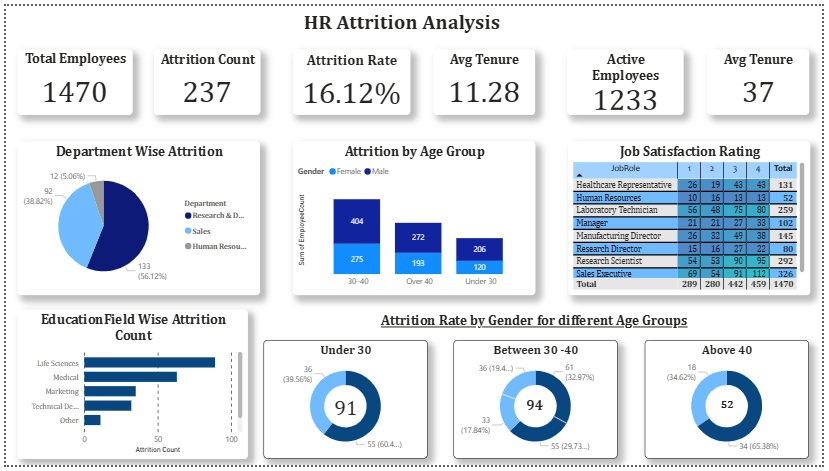 HR Attrition Analysis
Total Employees
1470
Attrition Count
237
Attrition Rate
16.12%
Avg Tenure
11.28
Active
Employees
1233
Avg Tenure
37
Department Wise Attrition
12 (5.06%)
92
(38.82%)
133
(56.12%)
Department
Research & D...
Sales
Human Resou...
Attrition by Age Group
Gender Female Male
Sum of EmployeeCount
404
275
272
193
206
120
30-40 Over 40 Under 30
Job Satisfaction Rating
JobRole 1 2 3 4 Total
Healthcare Representative 26 19 43 43 131
Human Resources 10 16 13 13 52
Laboratory Technician 56 48 75 80 259
Manager 21 21 27 33 102
Manufacturing Director 26 32 49 38 145
Research Director 15 16 27 22 80
Research Scientist 54 53 90 95 292
Sales Executive 69 54 91 112 326
Total 289 280 442 459 1470
EducationField Wise Attrition
Count
Life Sciences
Medical
Marketing
Technical De...
Other
0 50 100
Attrition Count
Attrition Rate by Gender for different Age Groups
Under 30
36
(39.56%)
91
55 (60.4...)
Between 30 -40
36 (19.4...)
61
(32.97%)
94
33
(17.84%)
55 (29.73...)
Above 40
18
(34.62%)
52
34 (65.38%)